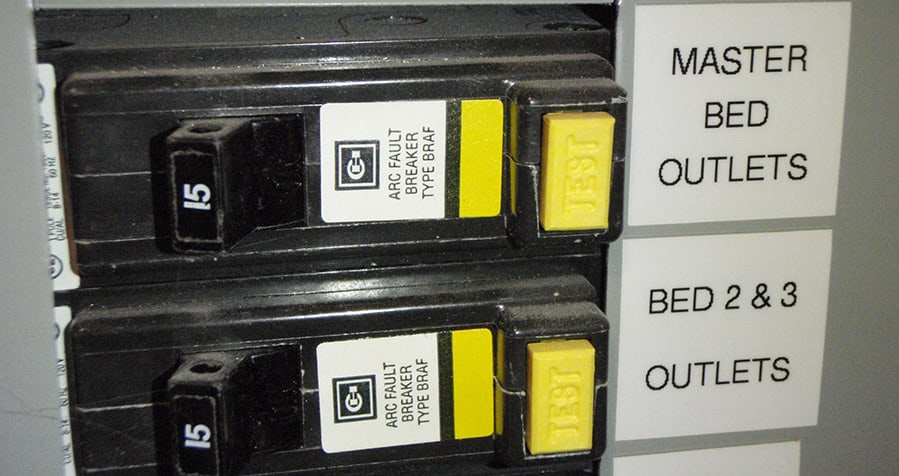 15
ARC FAULT
BREAKER
TYPE BRAF
TEST
MASTER
BED
OUTLETS
15
ARC FAULT
BREAKER
TYPE BRAF
TEST
BED 2 & 3
OUTLETS